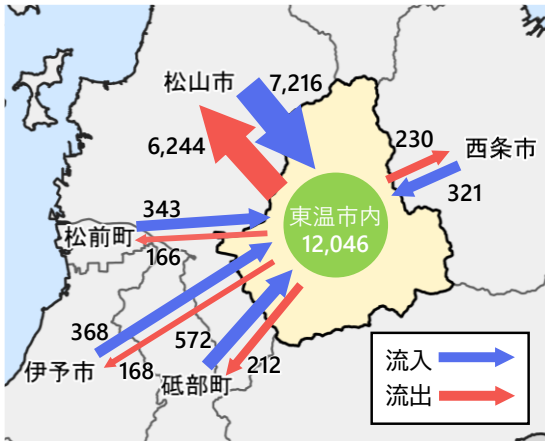 松山市
7,216
6,244
230
西条市
321
東温市内
12,046
343
松前町
166
368
伊予市
168
572
砥部町
212
流入
流出